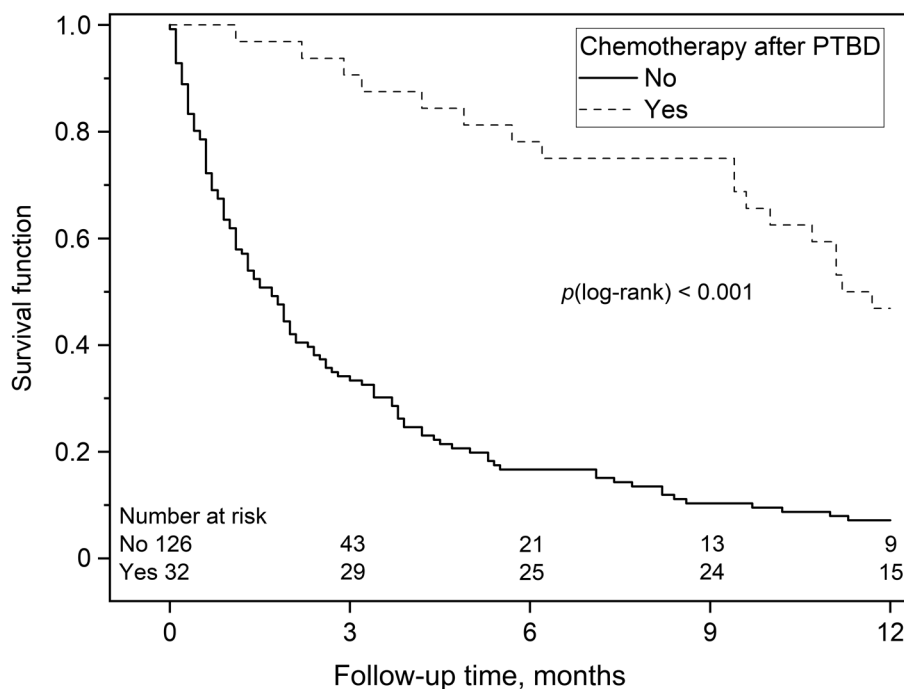 1.0
0.8
0.6
0.4
0.2
0
Survival function
Chemotherapy after PTBD
No
Yes
p(log-rank) < 0.001
Number at risk
No 126 43 21 13 9
Yes 32 29 25 24 15
0 3 6 9 12
Follow-up time, months